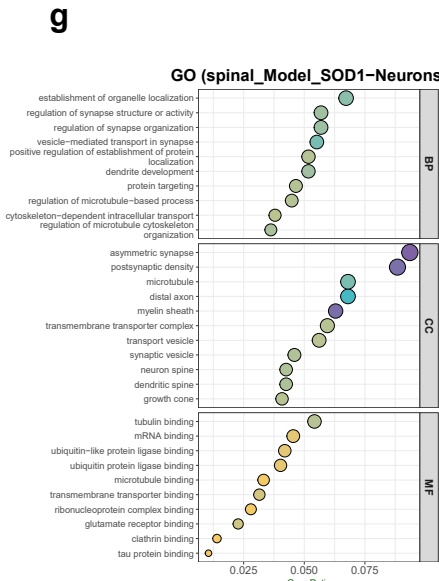 g
GO (spinal_Model_SOD1−Neurons
establishment of organelle localization
regulation of synapse structure or activity
regulation of synapse organization
vesicle-mediated transport in synapse
positive regulation of establishment of protein
localization
dendrite development
protein targeting
regulation of microtubule-based process
cytoskeleton-dependent intracellular transport
regulation of microtubule cytoskeleton
organization
BP
asymmetric synapse
postsynaptic density
microtubule
distal axon
myelin sheath
transmembrane transporter complex
transport vesicle
synaptic vesicle
neuron spine
dendritic spine
growth cone
CC
tubulin binding
mRNA binding
ubiquitin-like protein ligase binding
ubiquitin protein ligase binding
microtubule binding
transmembrane transporter binding
ribonucleoprotein complex binding
glutamate receptor binding
clathrin binding
tau protein binding
MF
0.025 0.050 0.075